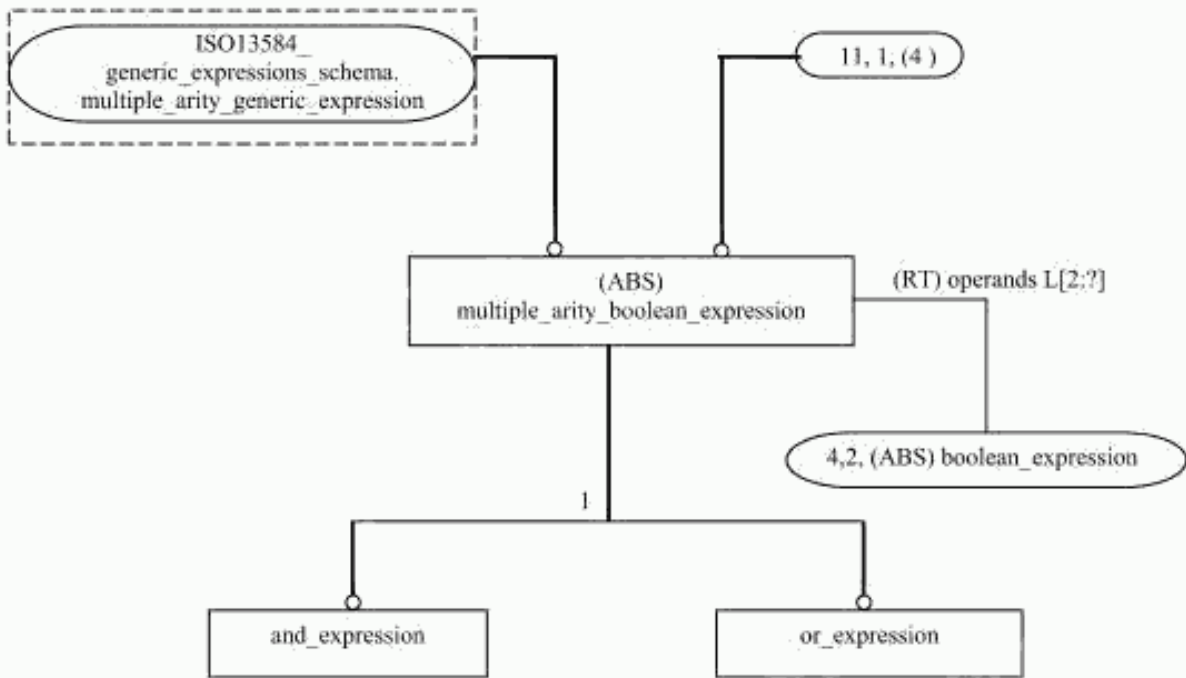 ISO13584_
generic_expressions_schema.
multiple_arity_generic_expression
11, 1; (4 )
(ABS)
multiple_arity_boolean_expression
(RT) operands L[2:?]
4,2, (ABS) boolean_expression
1
and_expression
or_expression